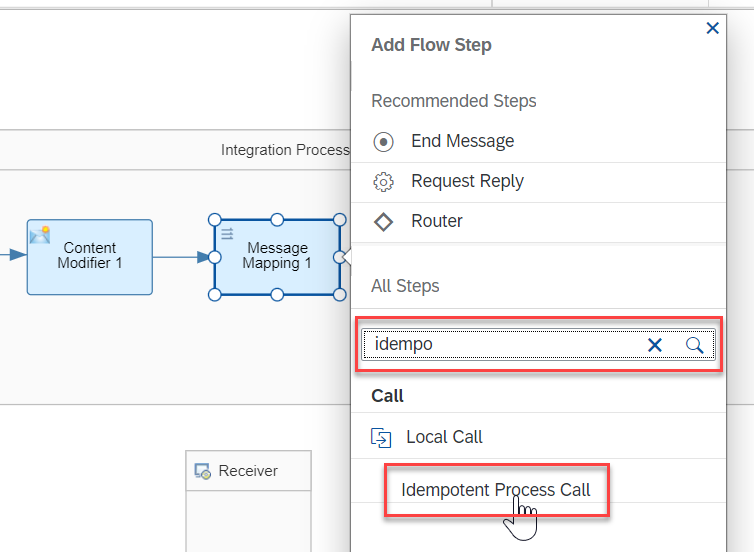 Add Flow Step
Recommended Steps
End Message
Integration Process
Request Reply
Content
Modifier 1
Message
Mapping 1
Router
All Steps
idempo
Call
Local Call
Receiver
Idempotent Process Call